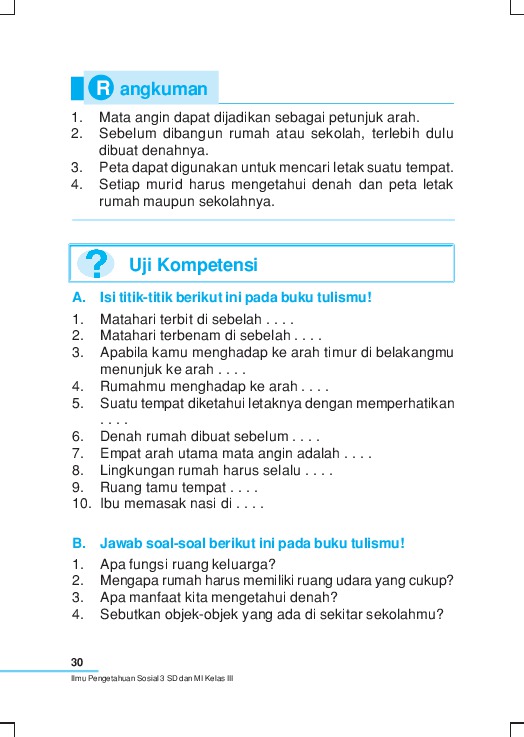 Rangkuman
1. Mata angin dapat dijadikan sebagai petunjuk arah.
2. Sebelum dibangun rumah atau sekolah, terlebih dulu
dibuat denahnya.
3. Peta dapat digunakan untuk mencari letak suatu tempat.
4. Setiap murid harus mengetahui denah dan peta letak
rumah maupun sekolahnya.
? Uji Kompetensi
A. Isi titik-titik berikut ini pada buku tulismu!
1. Matahari terbit di sebelah . . . .
2. Matahari terbenam di sebelah . . . .
3. Apabila kamu menghadap ke arah timur di belakangmu
menunjuk ke arah . . . .
4. Rumahmu menghadap ke arah . . . .
5. Suatu tempat diketahui letaknya dengan memperhatikan
. . . .
6. Denah rumah dibuat sebelum . . . .
7. Empat arah utama mata angin adalah . . . .
8. Lingkungan rumah harus selalu . . . .
9. Ruang tamu tempat . . . .
10. Ibu memasak nasi di . . . .
B. Jawab soal-soal berikut ini pada buku tulismu!
1. Apa fungsi ruang keluarga?
2. Mengapa rumah harus memiliki ruang udara yang cukup?
3. Apa manfaat kita mengetahui denah?
4. Sebutkan objek-objek yang ada di sekitar sekolahmu?
30
Ilmu Pengetahuan Sosial 3 SD dan MI Kelas III